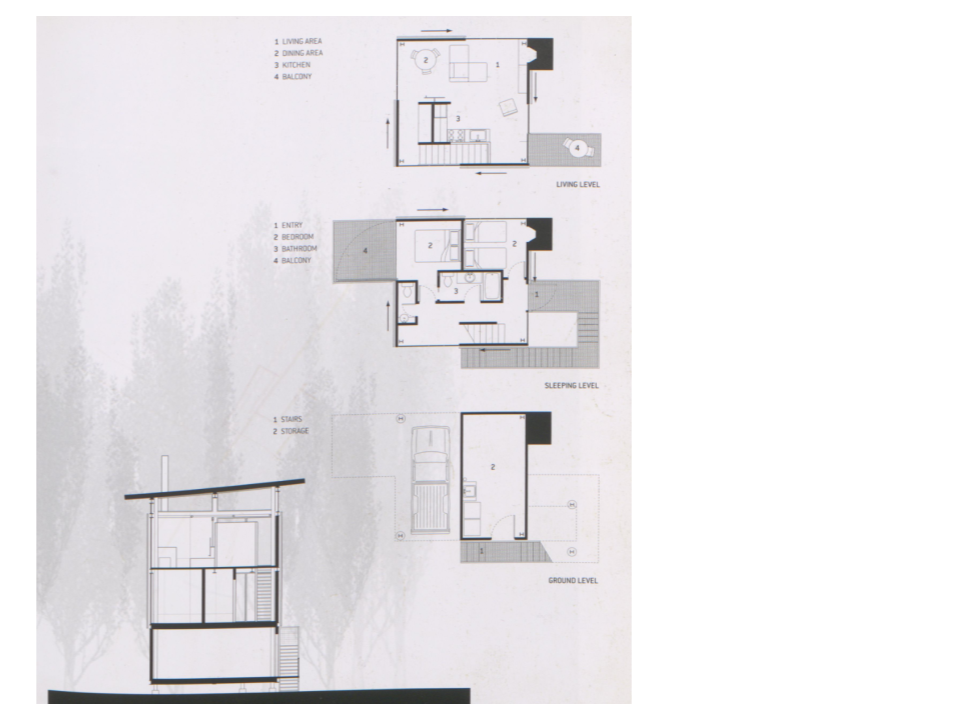 1 LIVING AREA
2 DINING AREA
3 KITCHEN
4 BALCONY
2
1
3
4
LIVING LEVEL
1 ENTRY
2 BEDROOM
3 BATHROOM
4 BALCONY
4
2
2
3
1
SLEEPING LEVEL
1 STAIRS
2 STORAGE
2
1
GROUND LEVEL